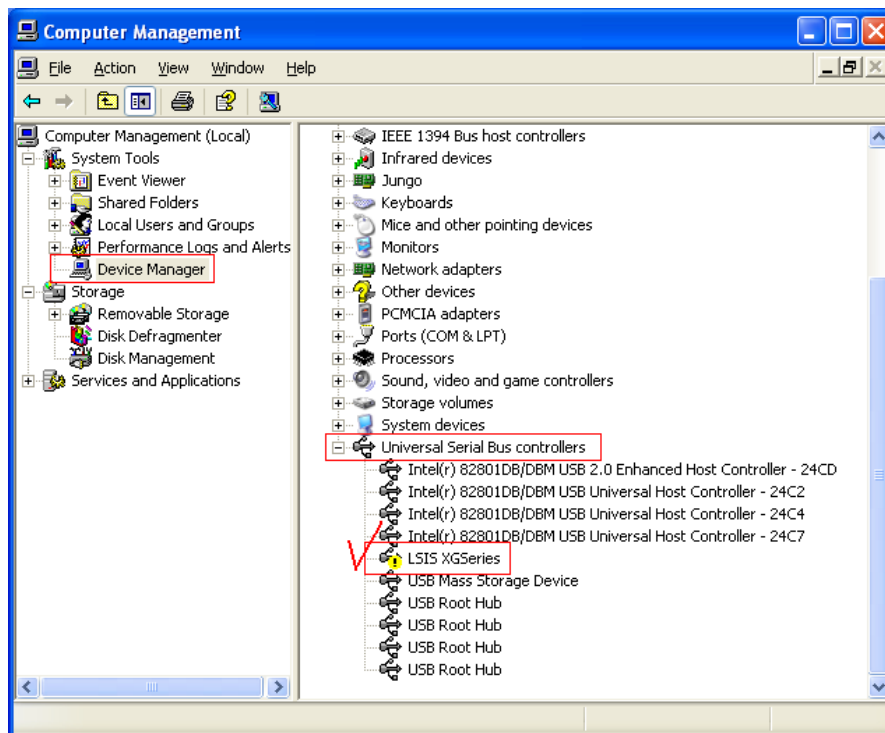 Computer Management
File Action View Window Help
Computer Management (Local)
System Tools
Event Viewer
Shared Folders
Local Users and Groups
Performance Logs and Alerts
Device Manager
Storage
Removable Storage
Disk Defragmenter
Disk Management
Services and Applications
IEEE 1394 Bus host controllers
Infrared devices
Jungo
Keyboards
Mice and other pointing devices
Monitors
Network adapters
Other devices
PCMCIA adapters
Ports (COM & LPT)
Processors
Sound, video and game controllers
Storage volumes
System devices
Universal Serial Bus controllers
Intel(r) 82801DB/DBM USB 2.0 Enhanced Host Controller - 24CD
Intel(r) 82801DB/DBM USB Universal Host Controller - 24C2
Intel(r) 82801DB/DBM USB Universal Host Controller - 24C4
Intel(r) 82801DB/DBM USB Universal Host Controller - 24C7
LSIS XGSeries
USB Mass Storage Device
USB Root Hub
USB Root Hub
USB Root Hub
USB Root Hub